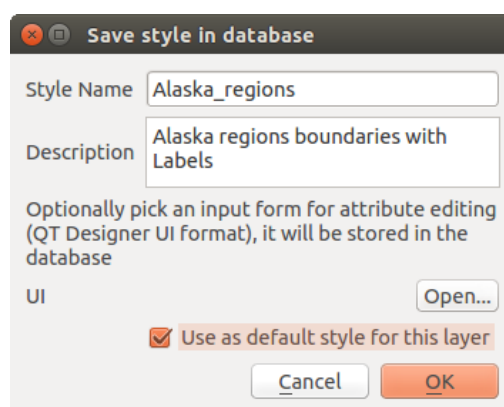 Save style in database
Style Name Alaska_regions
Description Alaska regions boundaries with
Labels
Optionally pick an input form for attribute editing
(QT Designer UI format), it will be stored in the
database
UI Open...
Use as default style for this layer
Cancel OK